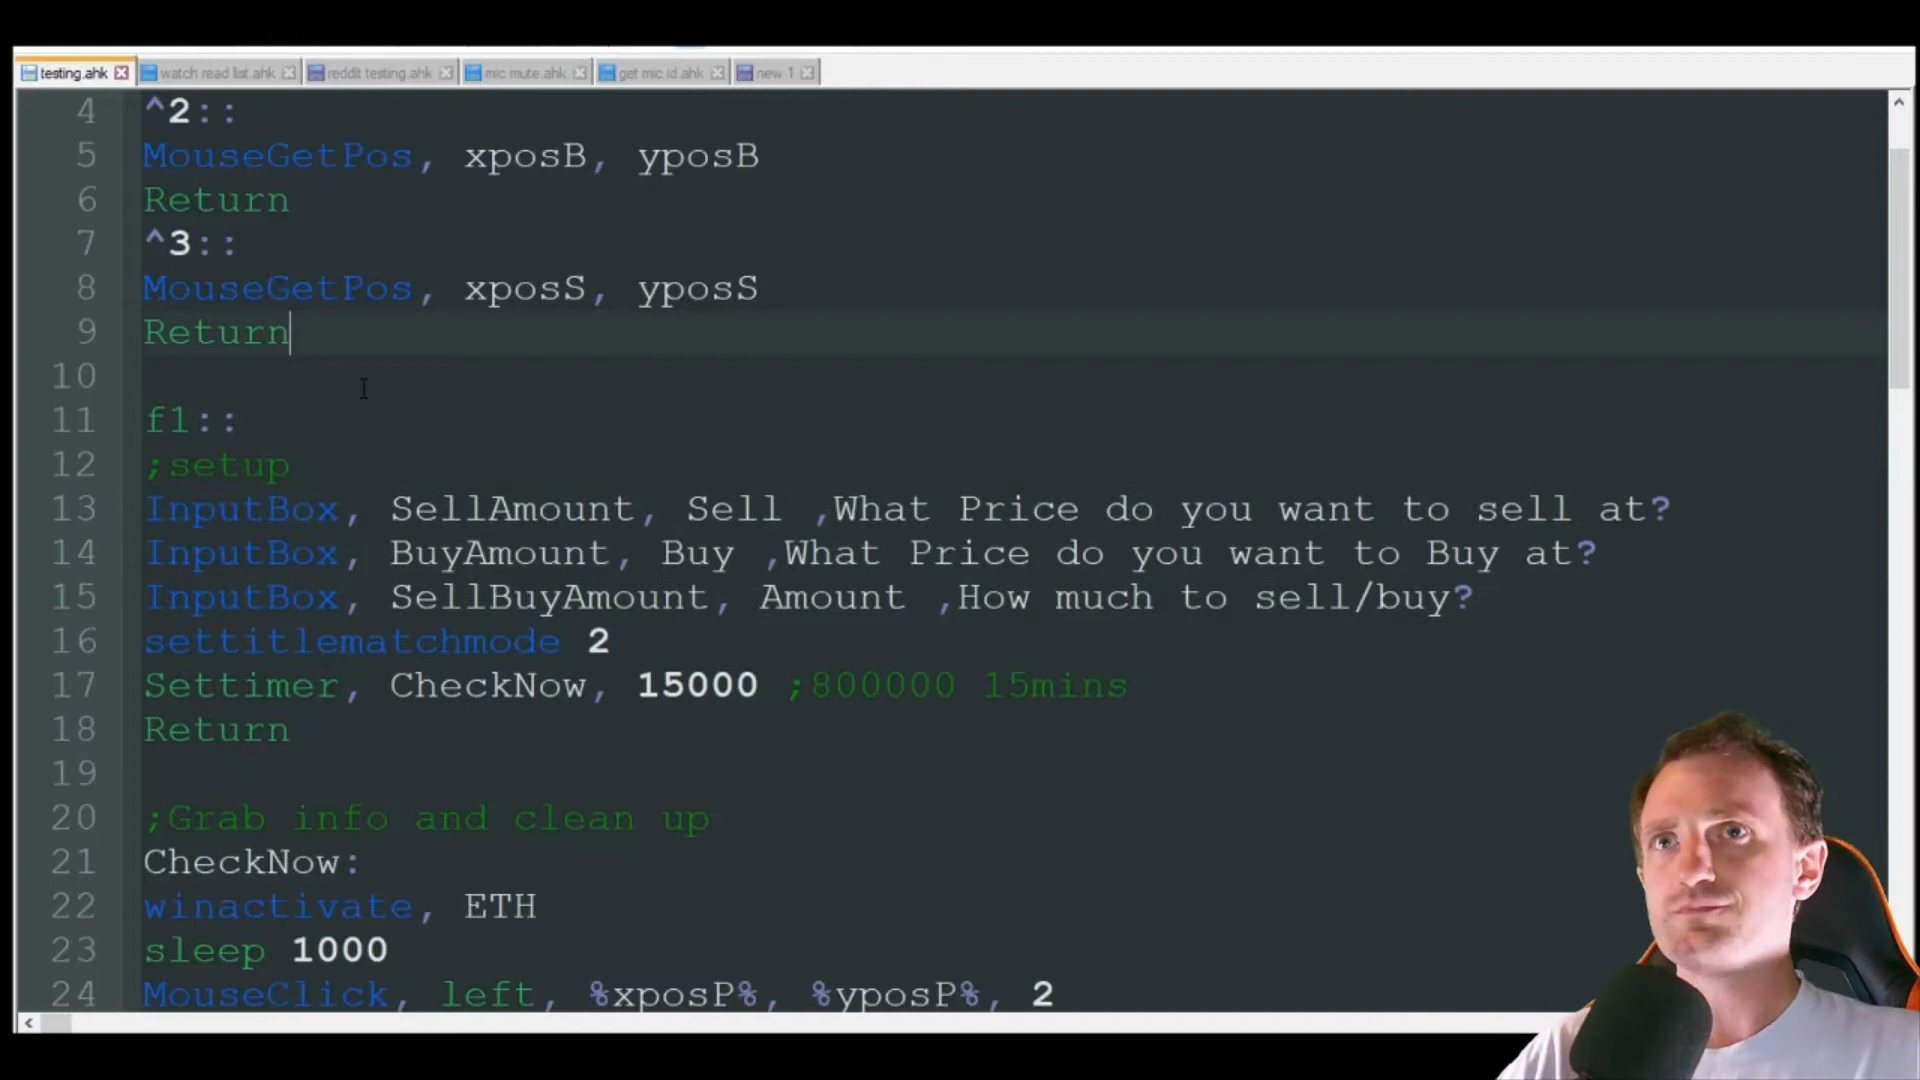 testing.ahk watch read list.ahk reddit testing.ahk mic mute.ahk get mic id.ahk new 1
4 ^2::
5 MouseGetPos, xposB, yposB
6 Return
7 ^3::
8 MouseGetPos, xposS, yposS
9 Return
10
11 f1::
12 ;setup
13 InputBox, SellAmount, Sell ,What Price do you want to sell at?
14 InputBox, BuyAmount, Buy ,What Price do you want to Buy at?
15 InputBox, SellBuyAmount, Amount ,How much to sell/buy?
16 settitlematchmode 2
17 Settimer, CheckNow, 15000 ;800000 15mins
18 Return
19
20 ;Grab info and clean up
21 CheckNow:
22 winactivate, ETH
23 sleep 1000
24 MouseClick, left, %xposP%, %yposP%, 2